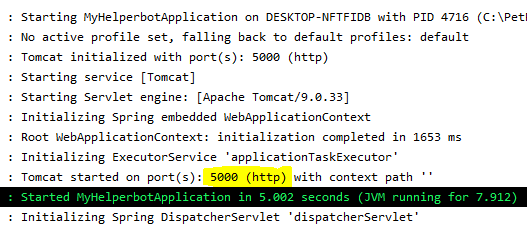 : Starting MyHelperbotApplication on DESKTOP-NFTFIDB with PID 4716 (C:\Pet
: No active profile set, falling back to default profiles: default
: Tomcat initialized with port(s): 5000 (http)
: Starting service [Tomcat]
: Starting Servlet engine: [Apache Tomcat/9.0.33]
: Initializing Spring embedded WebApplicationContext
: Root WebApplicationContext: initialization completed in 1653 ms
: Initializing ExecutorService 'applicationTaskExecutor'
: Tomcat started on port(s): 5000 (http) with context path ''
: Started MyHelperbotApplication in 5.002 seconds (JVM running for 7.912)
: Initializing Spring DispatcherServlet 'dispatcherServlet'